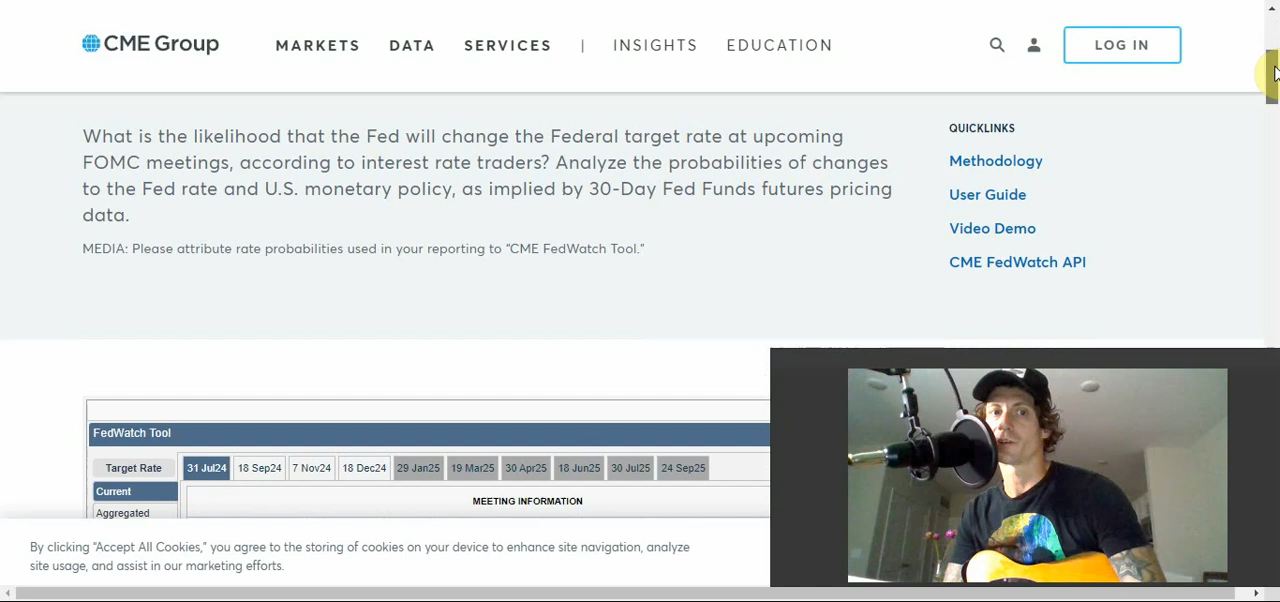 CME Group
MARKETS DATA SERVICES | INSIGHTS EDUCATION
LOG IN
What is the likelihood that the Fed will change the Federal target rate at upcoming
FOMC meetings, according to interest rate traders? Analyze the probabilities of changes
to the Fed rate and U.S. monetary policy, as implied by 30-Day Fed Funds futures pricing
data.
MEDIA: Please attribute rate probabilities used in your reporting to “CME FedWatch Tool.”
QUICKLINKS
Methodology
User Guide
Video Demo
CME FedWatch API
FedWatch Tool
Target Rate
31 Jul24 18 Sep24 7 Nov24 18 Dec24 29 Jan25 19 Mar25 30 Apr25 18 Jun25 30 Jul25 24 Sep25
Current
MEETING INFORMATION
Aggregated
By clicking “Accept All Cookies,” you agree to the storing of cookies on your device to enhance site navigation, analyze
site usage, and assist in our marketing efforts.